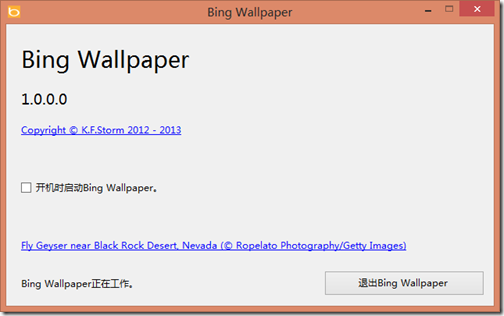 Bing Wallpaper
Bing Wallpaper
1.0.0.0
Copyright © K.F.Storm 2012 - 2013
开机时启动Bing Wallpaper。
Fly Geyser near Black Rock Desert, Nevada (© Ropelato Photography/Getty Images)
Bing Wallpaper正在工作。
退出Bing Wallpaper